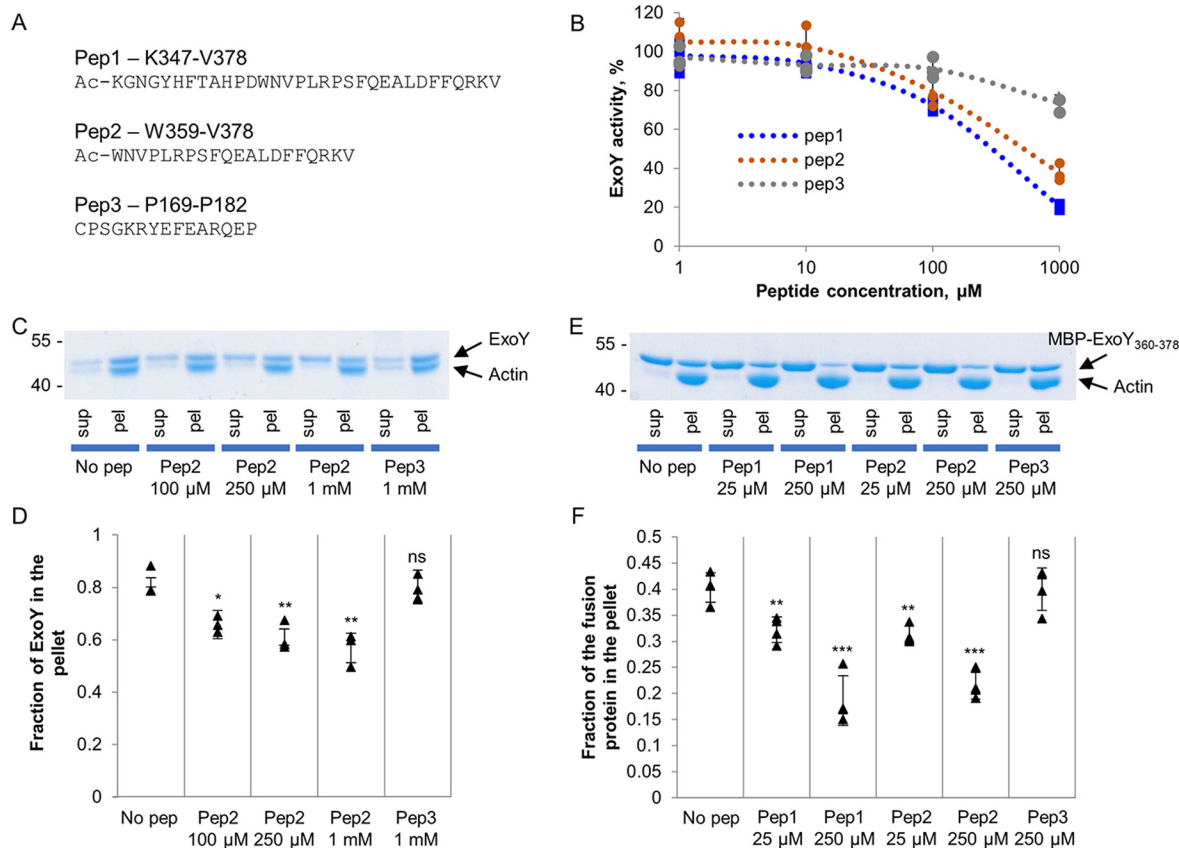 A
Pep1 – K347-V378
Ac-KGNGYHFTAHPDWNVPLRPSFQEALDFFQRKV
Pep2 – W359-V378
Ac-WNVPLRPSFQEALDFFQRKV
Pep3 – P169-P182
CPSGKRYEFEARQEP
B
ExoY activity, %
120
100
80
60
40
20
0
pep1
pep2
pep3
1 10 100 1000
Peptide concentration, µM
C
55 -
40 -
ExoY
Actin
sup pel sup pel sup pel sup pel sup pel
No pep Pep2 Pep2 Pep2 Pep3
100 µM 250 µM 1 mM 1 mM
E
55 -
40 -
MBP-ExoY360-378
Actin
sup pel sup pel sup pel sup pel sup pel sup pel
No pep Pep1 Pep1 Pep2 Pep2 Pep3
25 µM 250 µM 25 µM 250 µM 250 µM
D
Fraction of ExoY in the
pellet
1
0.8
0.6
0.4
0.2
0
* ** ** ns
No pep Pep2 Pep2 Pep2 Pep3
100 µM 250 µM 1 mM 1 mM
F
Fraction of the fusion
protein in the pellet
0.5
0.45
0.4
0.35
0.3
0.25
0.2
0.15
0.1
0.05
0
** *** ** *** ns
No pep Pep1 Pep1 Pep2 Pep2 Pep3
25 µM 250 µM 25 µM 250 µM 250 µM